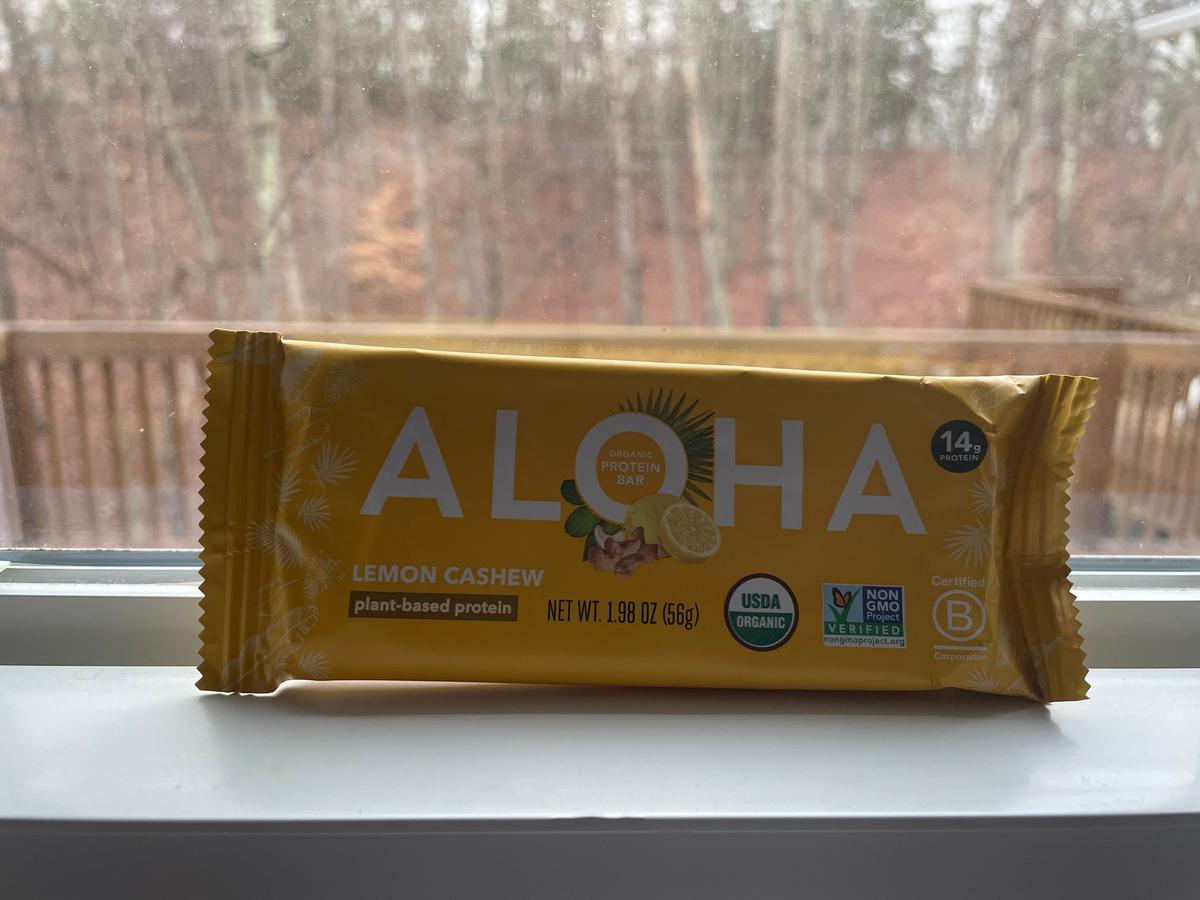 ALOHA
ORGANIC
PROTEIN
BAR
14g
PROTEIN
LEMON CASHEW
plant-based protein
NET WT. 1.98 OZ (56g)
USDA
ORGANIC
NON
GMO
Project
VERIFIED
nongmoproject.org
Certified
B
Corporation